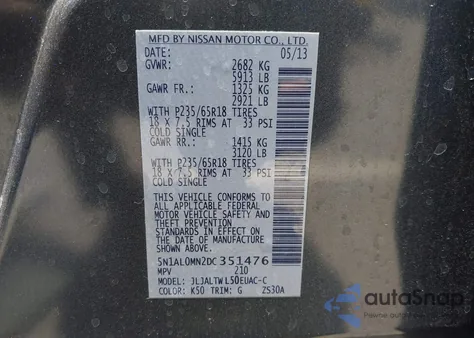 MFD BY NISSAN MOTOR CO., LTD.
DATE: 05/13
GVWR: 2682 KG
5913 LB
GAWR FR.: 1325 KG
2921 LB
WITH P235/65R18 TIRES
18 X 7.5 RIMS AT 33 PSI
COLD SINGLE
GAWR RR.: 1415 KG
3120 LB
WITH P235/65R18 TIRES
18 X 7.5 RIMS AT 33 PSI
COLD SINGLE
THIS VEHICLE CONFORMS TO
ALL APPLICABLE FEDERAL
MOTOR VEHICLE SAFETY AND
THEFT PREVENTION
STANDARDS IN EFFECT ON
THE DATE OF MANUFACTURE
SHOWN ABOVE.
5N1AL0MN2DC351476
MPV 210
MODEL: JLJALTWL50EUAC-C
COLOR: K50 TRIM: G ZS30A
autoSnap